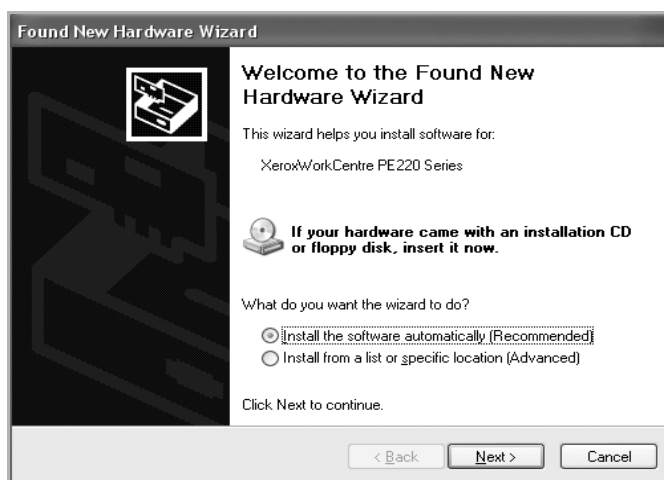 Found New Hardware Wizard
Welcome to the Found New
Hardware Wizard
This wizard helps you install software for:
XeroxWorkCentre PE220 Series
If your hardware came with an installation CD
or floppy disk, insert it now.
What do you want the wizard to do?
Install the software automatically (Recommended)
Install from a list or specific location (Advanced)
Click Next to continue.
< Back Next > Cancel